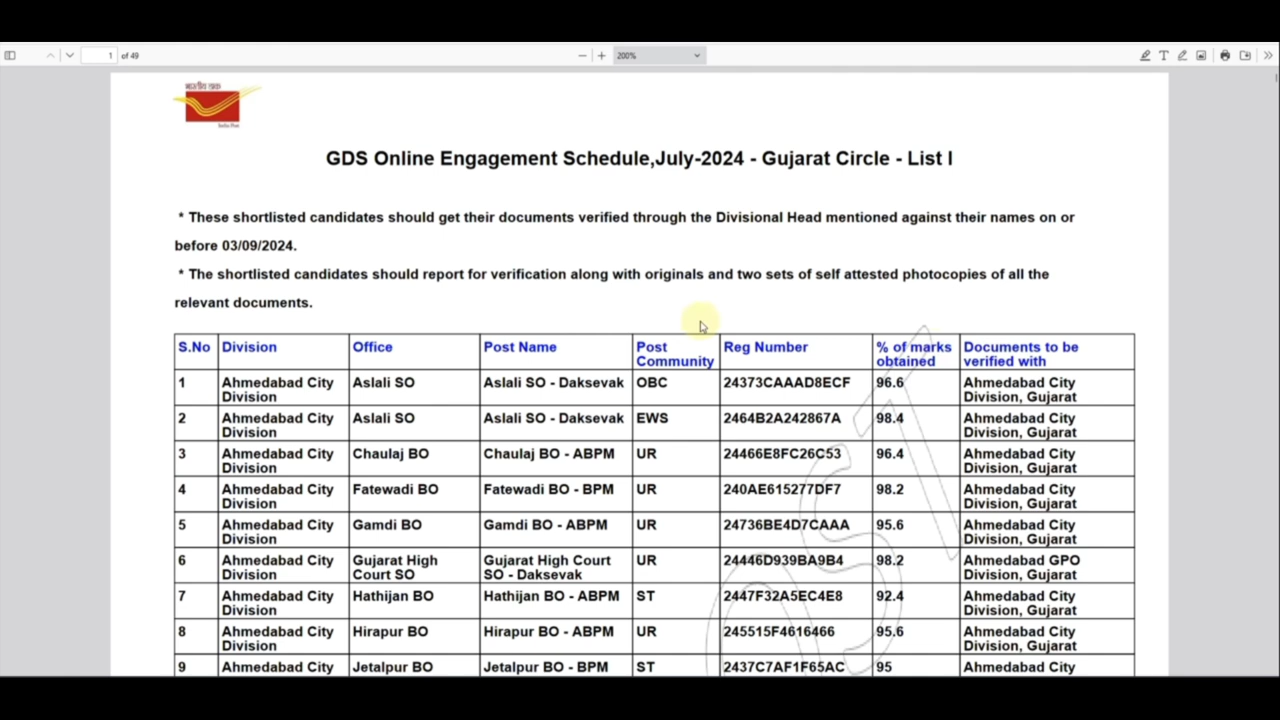 1 of 49
200%
भारतीय डाक
India Post
GDS Online Engagement Schedule,July-2024 - Gujarat Circle - List I
* These shortlisted candidates should get their documents verified through the Divisional Head mentioned against their names on or
before 03/09/2024.
* The shortlisted candidates should report for verification along with originals and two sets of self attested photocopies of all the
relevant documents.
S.No Division Office Post Name Post Reg Number % of marks Documents to be
Community obtained verified with
1 Ahmedabad City Aslali SO Aslali SO - Daksevak OBC 24373CAAAD8ECF 96.6 Ahmedabad City
Division Division, Gujarat
2 Ahmedabad City Aslali SO Aslali SO - Daksevak EWS 2464B2A242867A 98.4 Ahmedabad City
Division Division, Gujarat
3 Ahmedabad City Chaulaj BO Chaulaj BO - ABPM UR 24466E8FC26C53 96.4 Ahmedabad City
Division Division, Gujarat
4 Ahmedabad City Fatewadi BO Fatewadi BO - BPM UR 240AE615277DF7 98.2 Ahmedabad City
Division Division, Gujarat
5 Ahmedabad City Gamdi BO Gamdi BO - ABPM UR 24736BE4D7CAAA 95.6 Ahmedabad City
Division Division, Gujarat
6 Ahmedabad City Gujarat High Gujarat High Court UR 24446D939BA9B4 98.2 Ahmedabad GPO
Division Court SO SO - Daksevak Division, Gujarat
7 Ahmedabad City Hathijan BO Hathijan BO - ABPM ST 2447F32A5EC4E8 92.4 Ahmedabad City
Division Division, Gujarat
8 Ahmedabad City Hirapur BO Hirapur BO - ABPM UR 245515F4616466 95.6 Ahmedabad City
Division Division, Gujarat
9 Ahmedabad City Jetalpur BO Jetalpur BO - BPM ST 2437C7AF1F65AC 95 Ahmedabad City